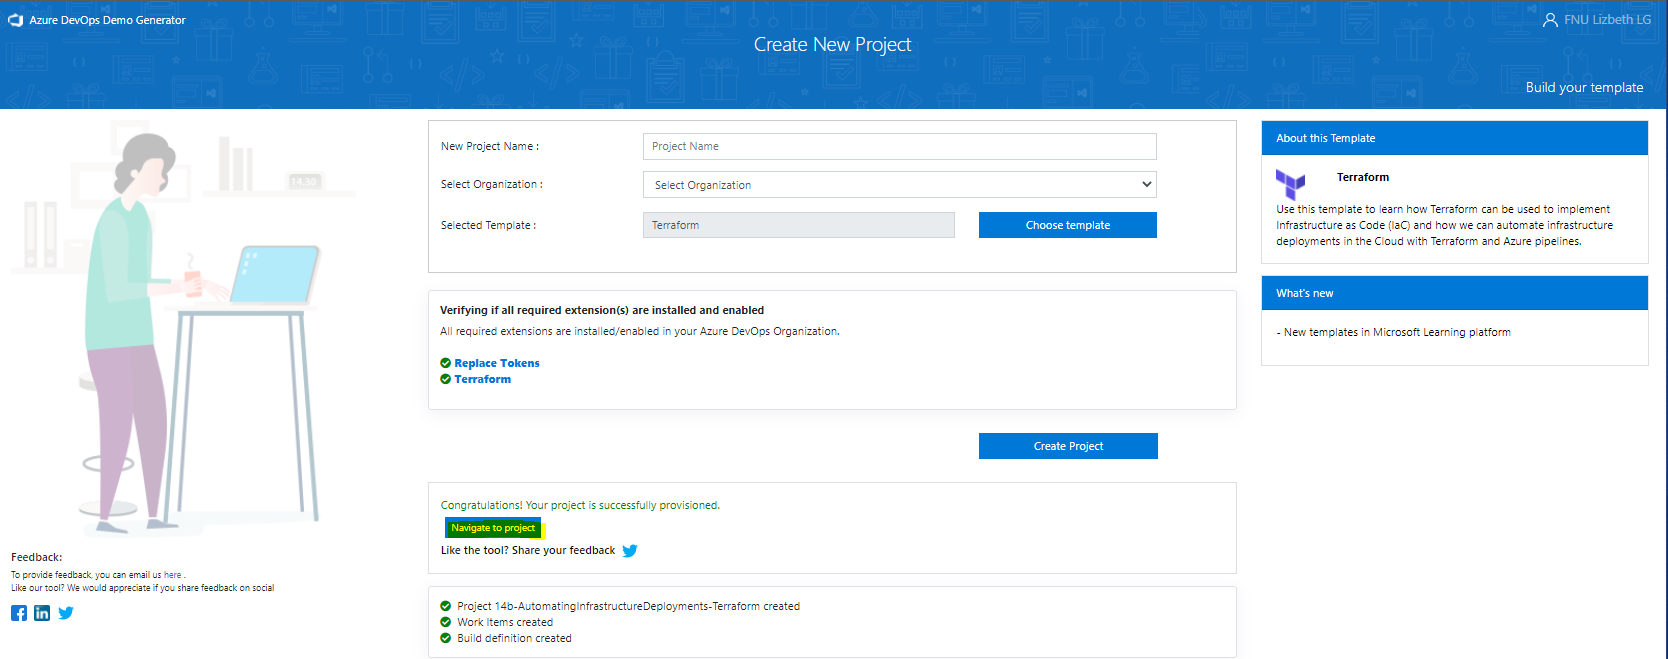 Azure DevOps Demo Generator
FNU Lizbeth LG
Create New Project
Build your template
14:30
New Project Name :
Project Name
Select Organization :
Select Organization
Selected Template :
Terraform
Choose template
Verifying if all required extension(s) are installed and enabled
All required extensions are installed/enabled in your Azure DevOps Organization.
Replace Tokens
Terraform
Create Project
Congratulations! Your project is successfully provisioned.
Navigate to project
Like the tool? Share your feedback
Project 14b-AutomatingInfrastructureDeployments-Terraform created
Work Items created
Build definition created
About this Template
Terraform
Use this template to learn how Terraform can be used to implement
Infrastructure as Code (IaC) and how we can automate infrastructure
deployments in the Cloud with Terraform and Azure pipelines.
What's new
- New templates in Microsoft Learning platform
Feedback:
To provide feedback, you can email us here .
Like our tool? We would appreciate if you share feedback on social